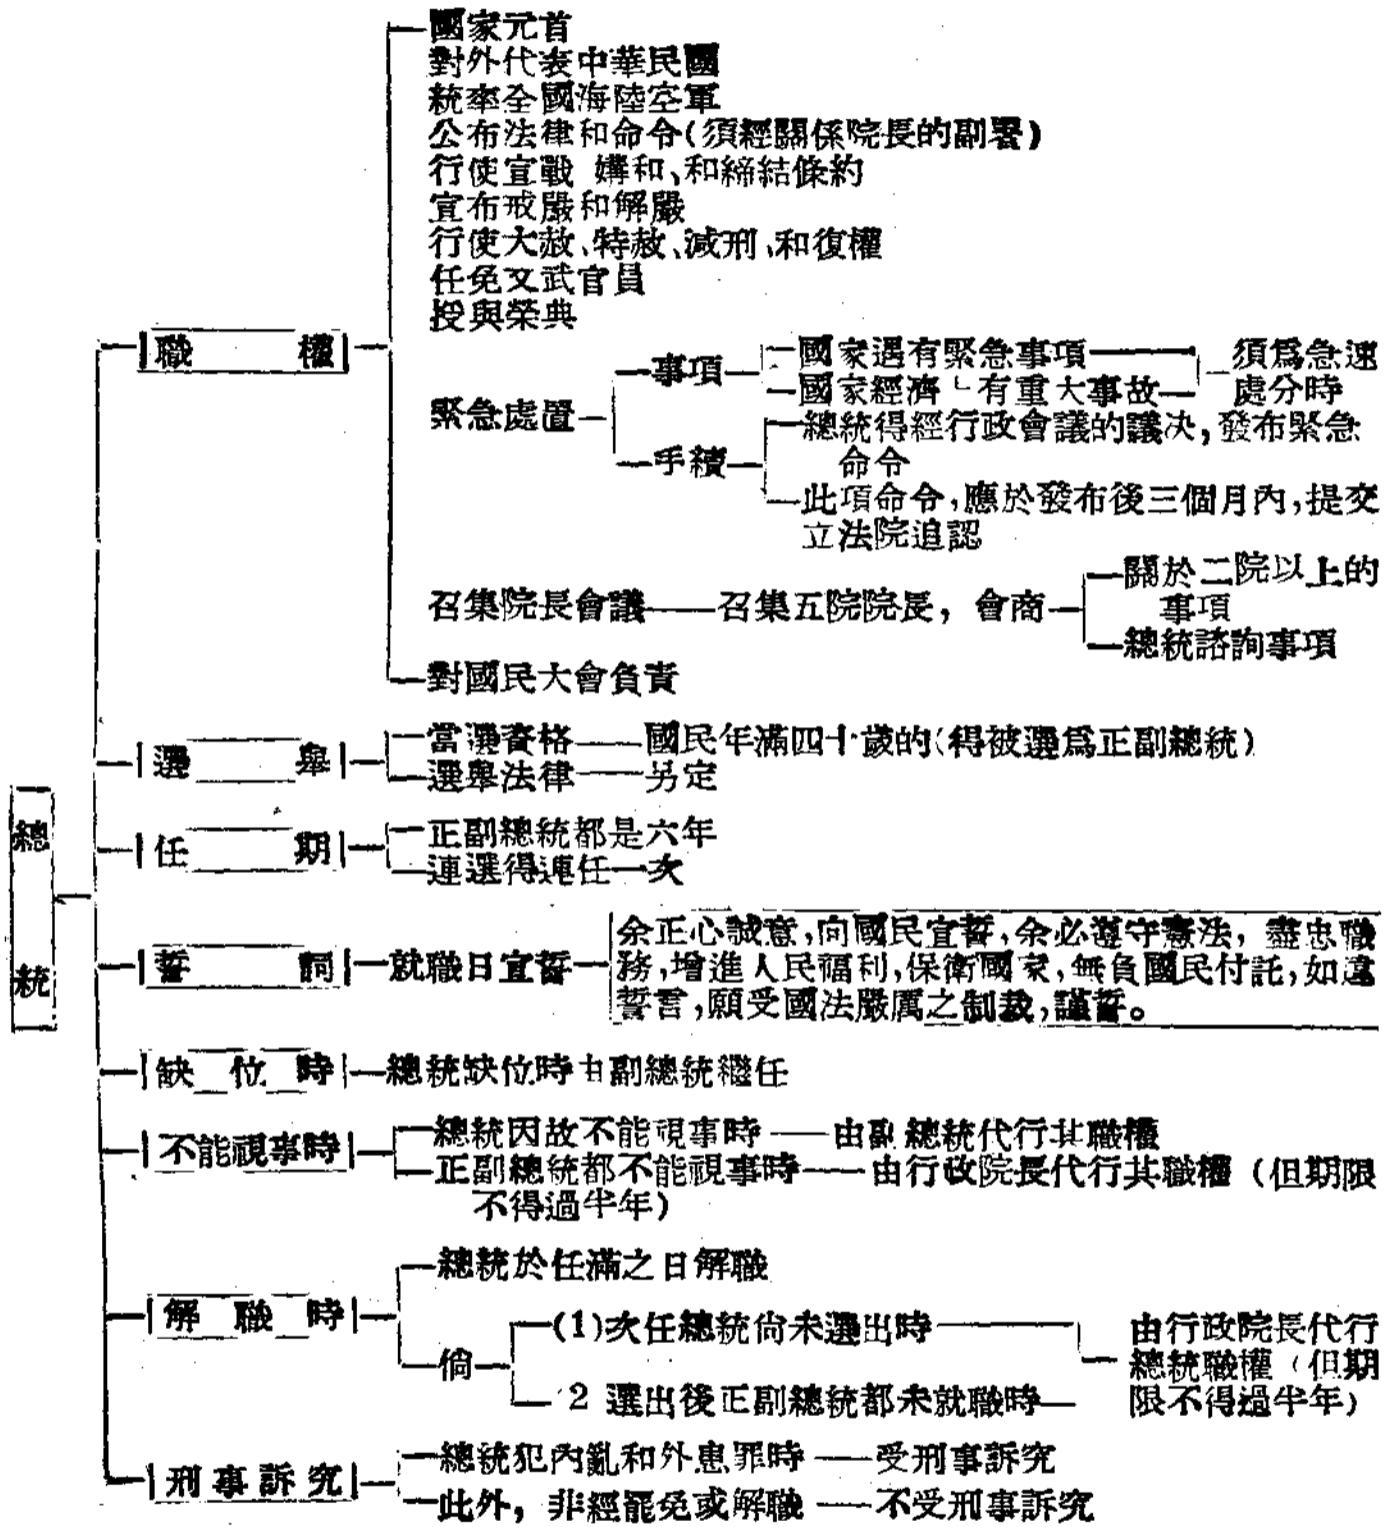 總統
職權
國家元首
對外代表中華民國
統率全國海陸空軍
公布法律和命令(須經關係院長的副署)
行使宣戰 媾和、和締結條約
宣布戒嚴和解嚴
行使大赦、特赦、減刑、和復權
任免文武官員
授與榮典
緊急處置
事項
國家遇有緊急事項
國家經濟上有重大事故
須爲急速
處分時
手續
總統得經行政會議的議決,發布緊急
命令
此項命令,應於發布後三個月內,提交
立法院追認
召集院長會議——召集五院院長, 會商
關於二院以上的
事項
總統諮詢事項
對國民大會負責
選舉
當選資格——國民年滿四十歲的(得被選爲正副總統)
選舉法律——另定
任期
正副總統都是六年
連選得連任一次
誓詞
就職日宣誓
余正心誠意,向國民宣誓,余必遵守憲法, 盡忠職
務,增進人民福利,保衛國家,無負國民付託,如違
誓言,願受國法嚴厲之制裁,謹誓。
缺位時
總統缺位時由副總統繼任
不能視事時
總統因故不能視事時——由副總統代行其職權
正副總統都不能視事時——由行政院長代行其職權(但期限
不得過半年)
解職時
總統於任滿之日解職
倘
(1)次任總統尙未選出時
2 選出後正副總統都未就職時
由行政院長代行
總統職權(但期
限不得過半年)
刑事訴究
總統犯內亂和外患罪時——受刑事訴究
此外, 非經罷免或解職——不受刑事訴究